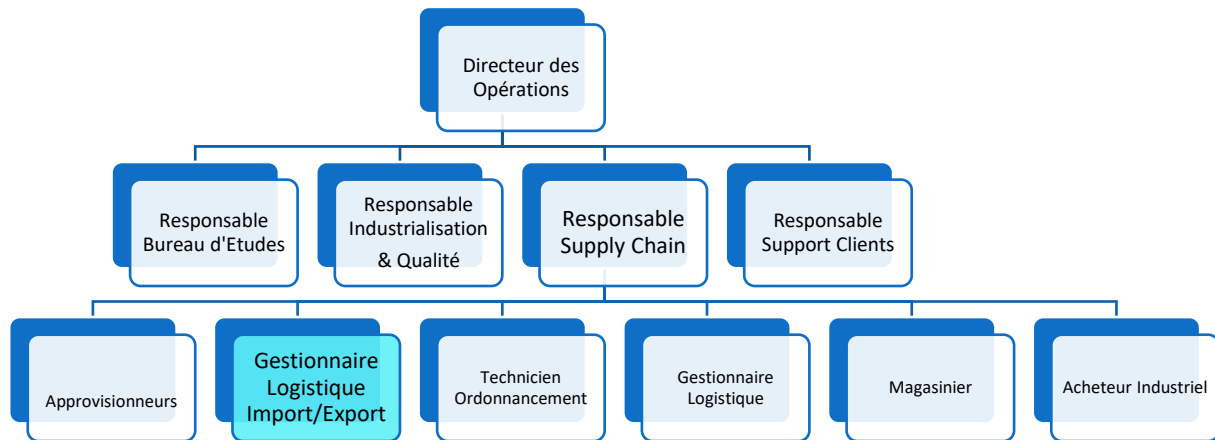 Directeur des
Opérations
Responsable
Bureau d'Etudes
Responsable
Industrialisation
& Qualité
Responsable
Supply Chain
Responsable
Support Clients
Approvisionneurs
Gestionnaire
Logistique
Import/Export
Technicien
Ordonnancement
Gestionnaire
Logistique
Magasinier
Acheteur Industriel